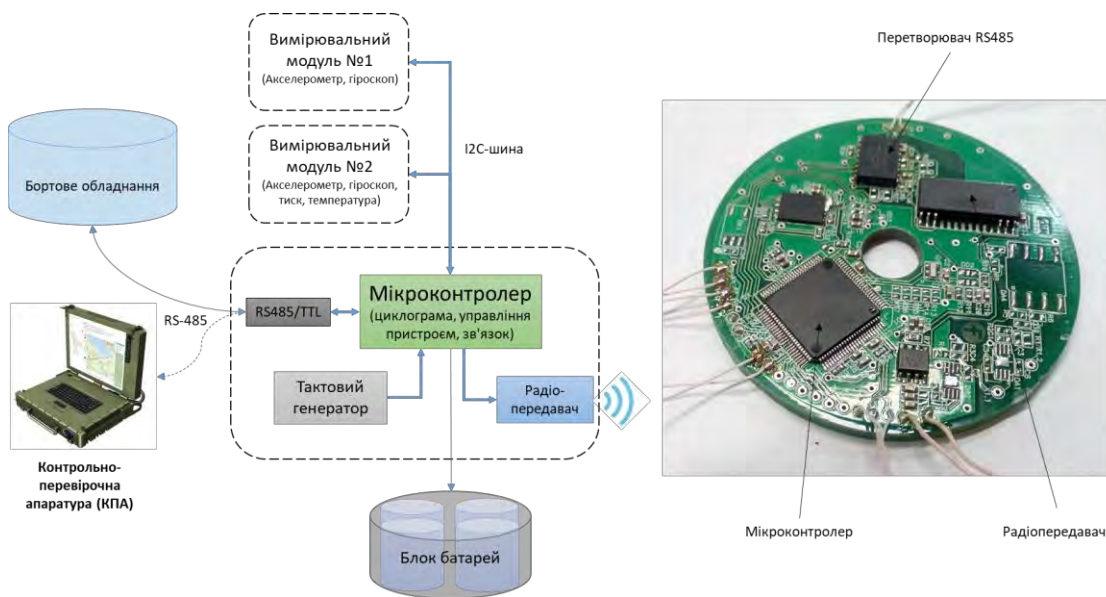 Вимірювальний
модуль №1
(Акселерометр, гіроскоп)
Вимірювальний
модуль №2
(Акселерометр, гіроскоп,
тиск, температура)
I2C-шина
Бортове обладнання
RS-485
RS485/TTL
Мікроконтролер
(циклограма, управління
пристроєм, зв'язок)
Тактовий
генератор
Радіо-
передавач
Контрольно-
перевірочна
апаратура (КПА)
Блок батарей
Перетворювач RS485
Мікроконтролер
Радіопередавач